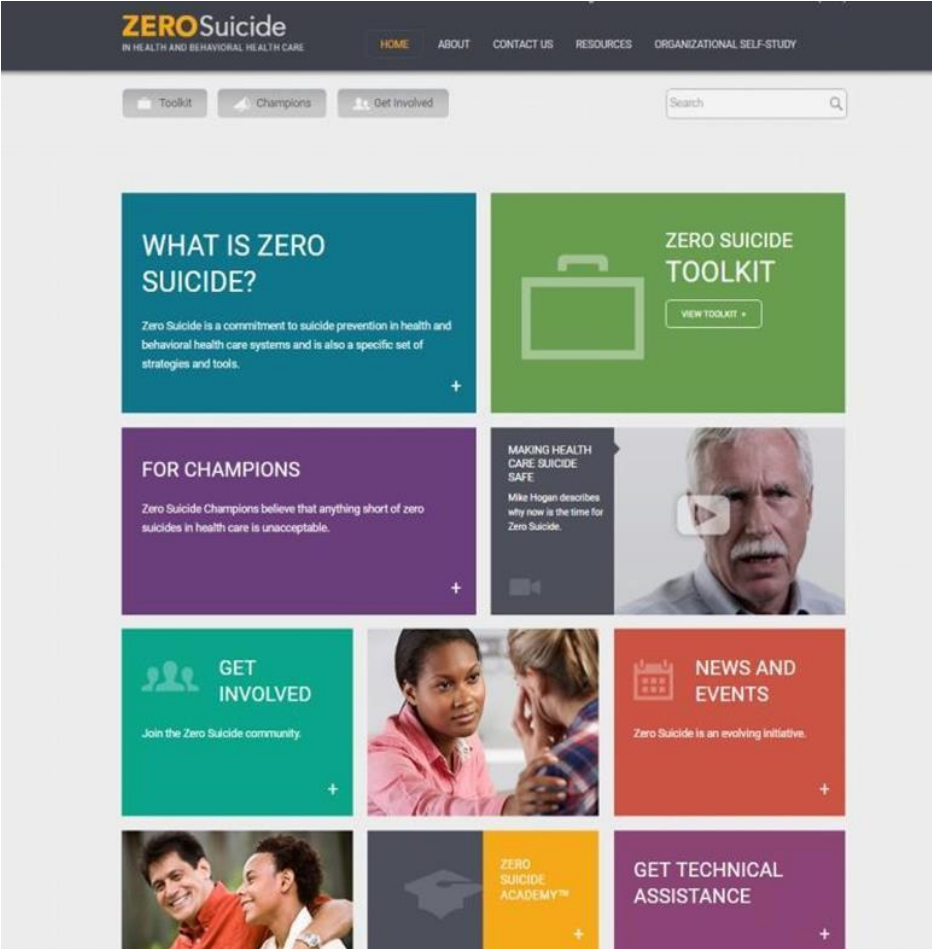 ZEROSuicide
IN HEALTH AND BEHAVIORAL HEALTH CARE
HOME ABOUT CONTACT US RESOURCES ORGANIZATIONAL SELF-STUDY
Toolkit Champions Get Involved Search
WHAT IS ZERO
SUICIDE?
Zero Suicide is a commitment to suicide prevention in health and
behavioral health care systems and is also a specific set of
strategies and tools.
+
ZERO SUICIDE
TOOLKIT
VIEW TOOLKIT +
FOR CHAMPIONS
Zero Suicide Champions believe that anything short of zero
suicides in health care is unacceptable.
+
MAKING HEALTH
CARE SUICIDE
SAFE
Mike Hogan describes
why now is the time for
Zero Suicide.
GET
INVOLVED
Join the Zero Suicide community.
+
NEWS AND
EVENTS
Zero Suicide is an evolving initiative.
+
ZERO
SUICIDE
ACADEMY™
+
GET TECHNICAL
ASSISTANCE
+